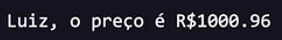 Luiz, o preço é R$1000.96